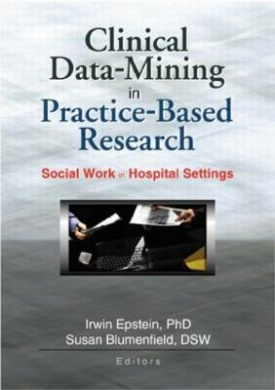 Clinical
Data-Mining
in
Practice-Based
Research
Social Work in Hospital Settings
Irwin Epstein, PhD
Susan Blumenfield, DSW
Editors